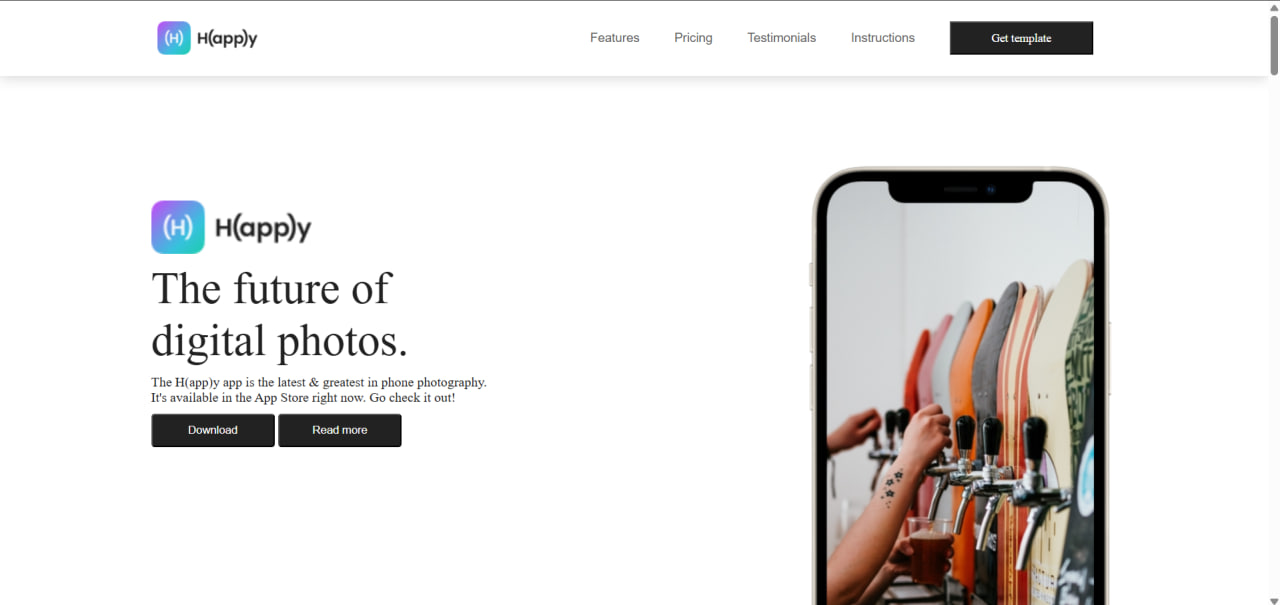 (H) H(app)y
Features Pricing Testimonials Instructions Get template
(H) H(app)y
The future of
digital photos.
The H(app)y app is the latest & greatest in phone photography.
It's available in the App Store right now. Go check it out!
Download Read more